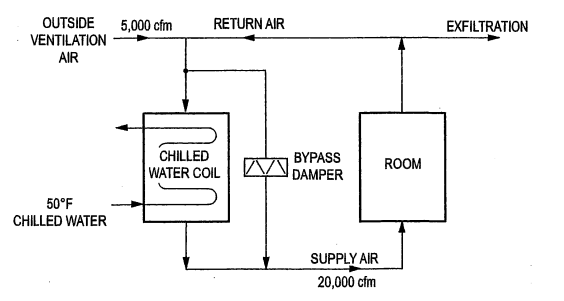 OUTSIDE
VENTILATION
AIR
5,000 cfm
RETURN AIR
EXFILTRATION
CHILLED
WATER COIL
BYPASS
DAMPER
ROOM
50°F
CHILLED WATER
SUPPLY AIR
20,000 cfm